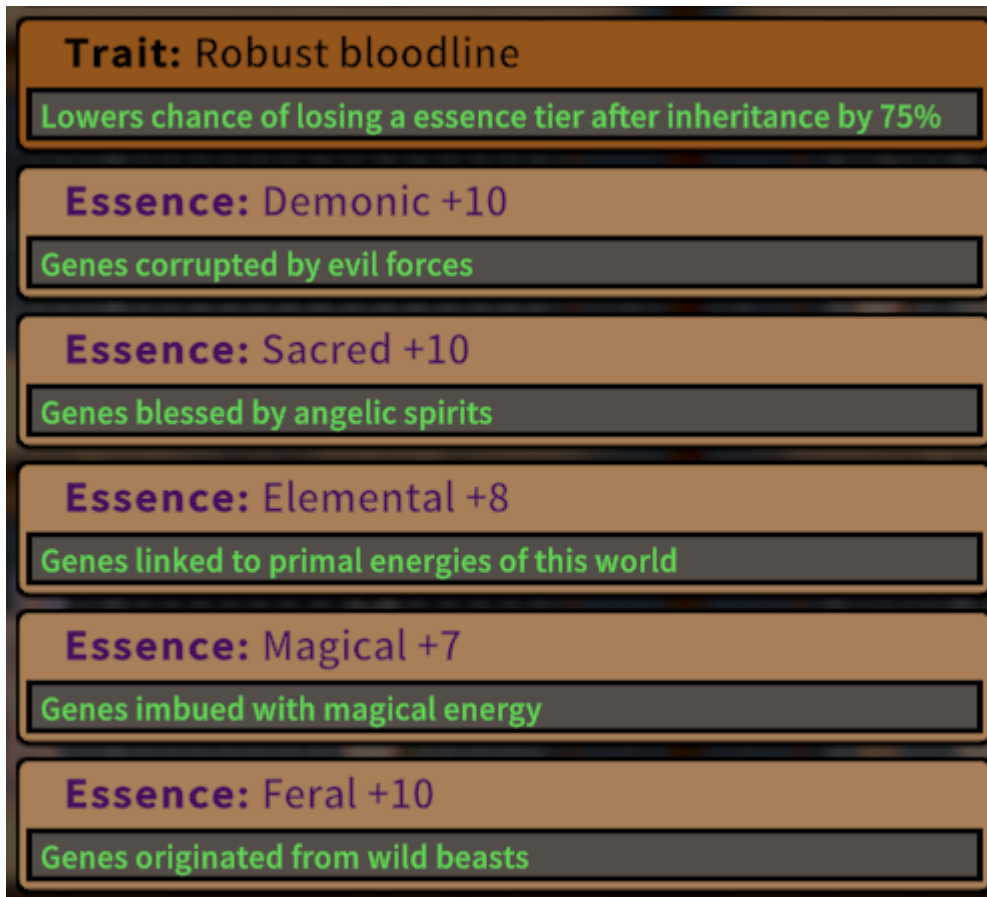 Trait: Robust bloodline
Lowers chance of losing a essence tier after inheritance by 75%
Essence: Demonic +10
Genes corrupted by evil forces
Essence: Sacred +10
Genes blessed by angelic spirits
Essence: Elemental +8
Genes linked to primal energies of this world
Essence: Magical +7
Genes imbued with magical energy
Essence: Feral +10
Genes originated from wild beasts